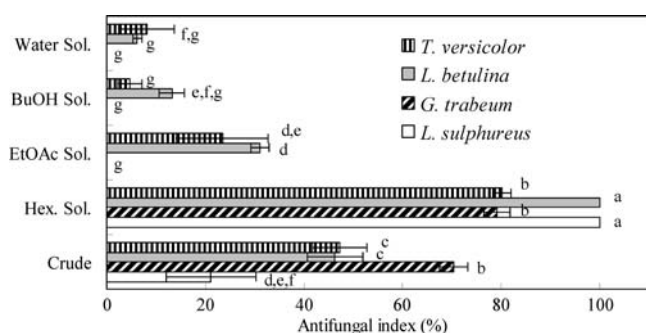 Water Sol.
f,g
g
g
BuOH Sol.
g
e,f,g
g
EtOAc Sol.
d,e
d
g
Hex. Sol.
b
a
b
a
Crude
c
c
b
d,e,f
T. versicolor
L. betulina
G. trabeum
L. sulphureus
0 20 40 60 80 100
Antifungal index (%)